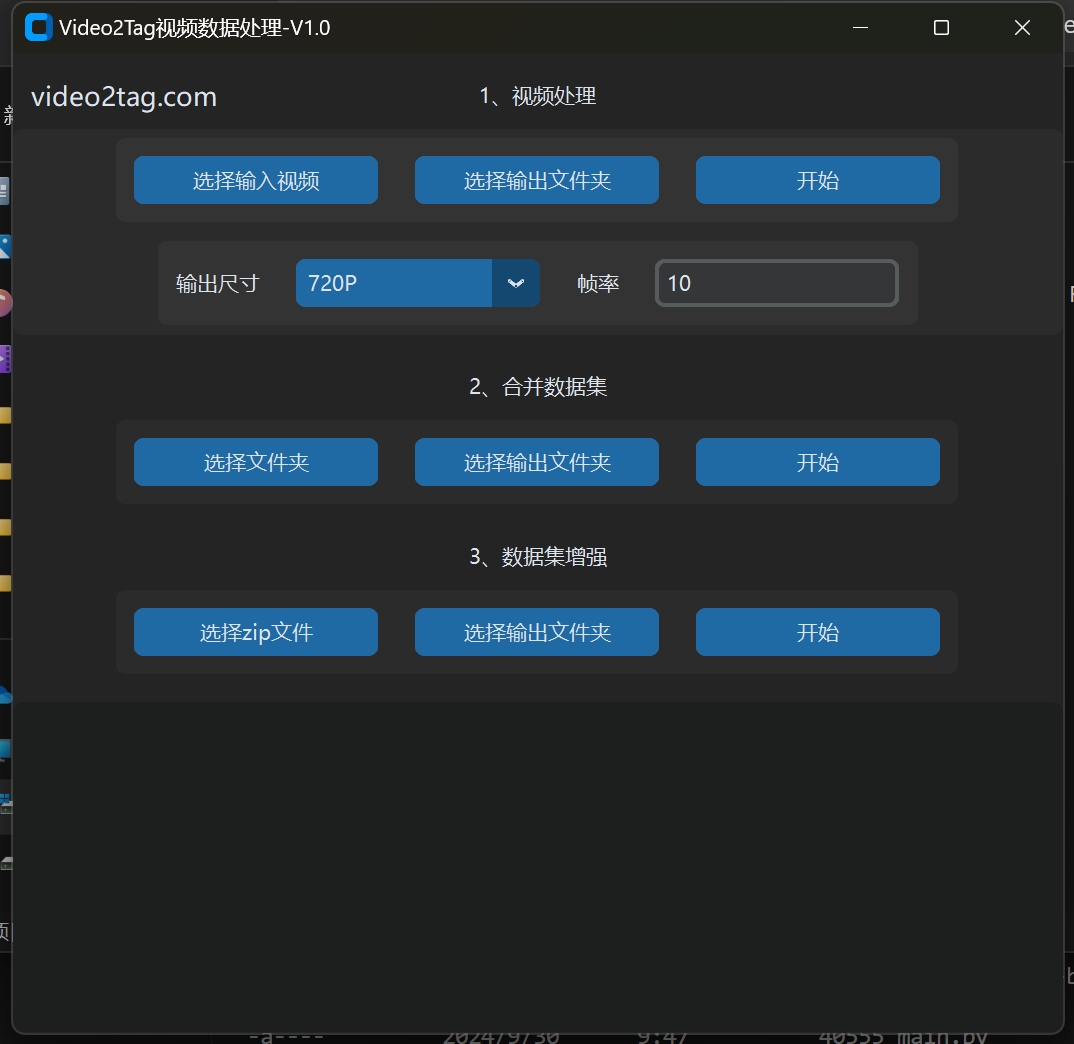 Video2Tag视频数据处理-V1.0
video2tag.com
1、视频处理
选择输入视频 选择输出文件夹 开始
输出尺寸 720P 帧率 10
2、合并数据集
选择文件夹 选择输出文件夹 开始
3、数据集增强
选择zip文件 选择输出文件夹 开始
-a---- 2024/9/30 9:47 40555 main.py